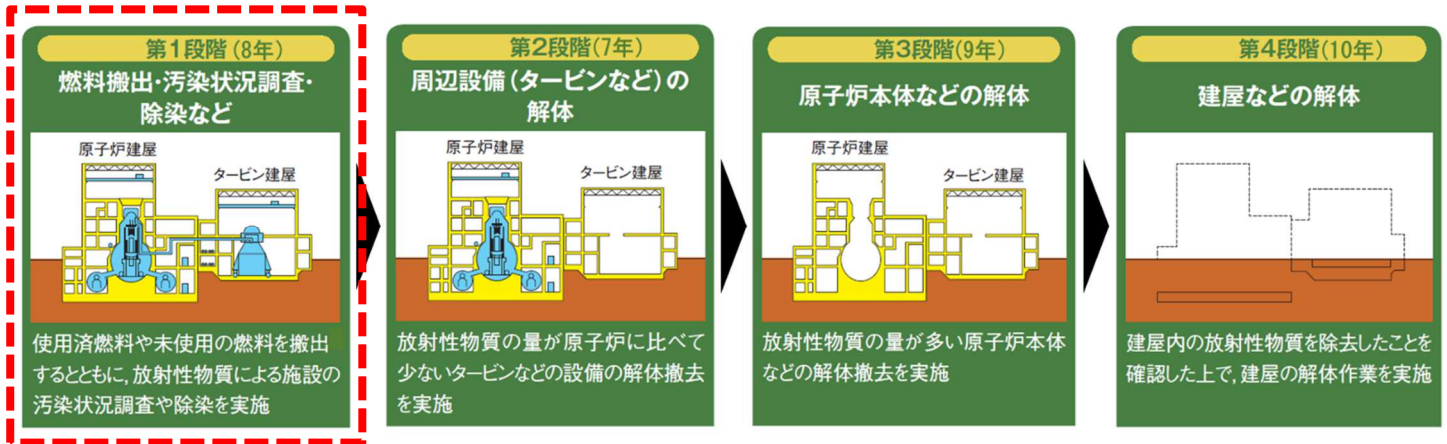 第1段階(8年)
燃料搬出・汚染状況調査・
除染など
原子炉建屋
タービン建屋
使用済燃料や未使用の燃料を搬出
するとともに,放射性物質による施設の
汚染状況調査や除染を実施
第2段階(7年)
周辺設備(タービンなど)の
解体
原子炉建屋
タービン建屋
放射性物質の量が原子炉に比べて
少ないタービンなどの設備の解体撤去
を実施
第3段階(9年)
原子炉本体などの解体
原子炉建屋
タービン建屋
放射性物質の量が多い原子炉本体
などの解体撤去を実施
第4段階(10年)
建屋などの解体
建屋内の放射性物質を除去したことを
確認した上で,建屋の解体作業を実施